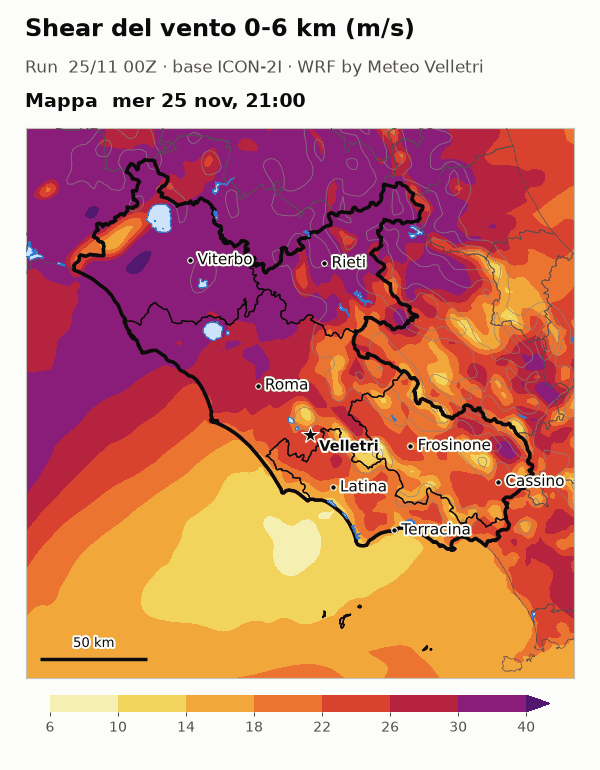 Shear del vento 0-6 km (m/s)
Run  25/11 00Z · base ICON-2I · WRF by Meteo Velletri
Mappa  mer 25 nov, 21:00
Viterbo
Rieti
Roma
Velletri
Frosinone
Cassino
Latina
Terracina
50 km
6 10 14 18 22 26 30 40